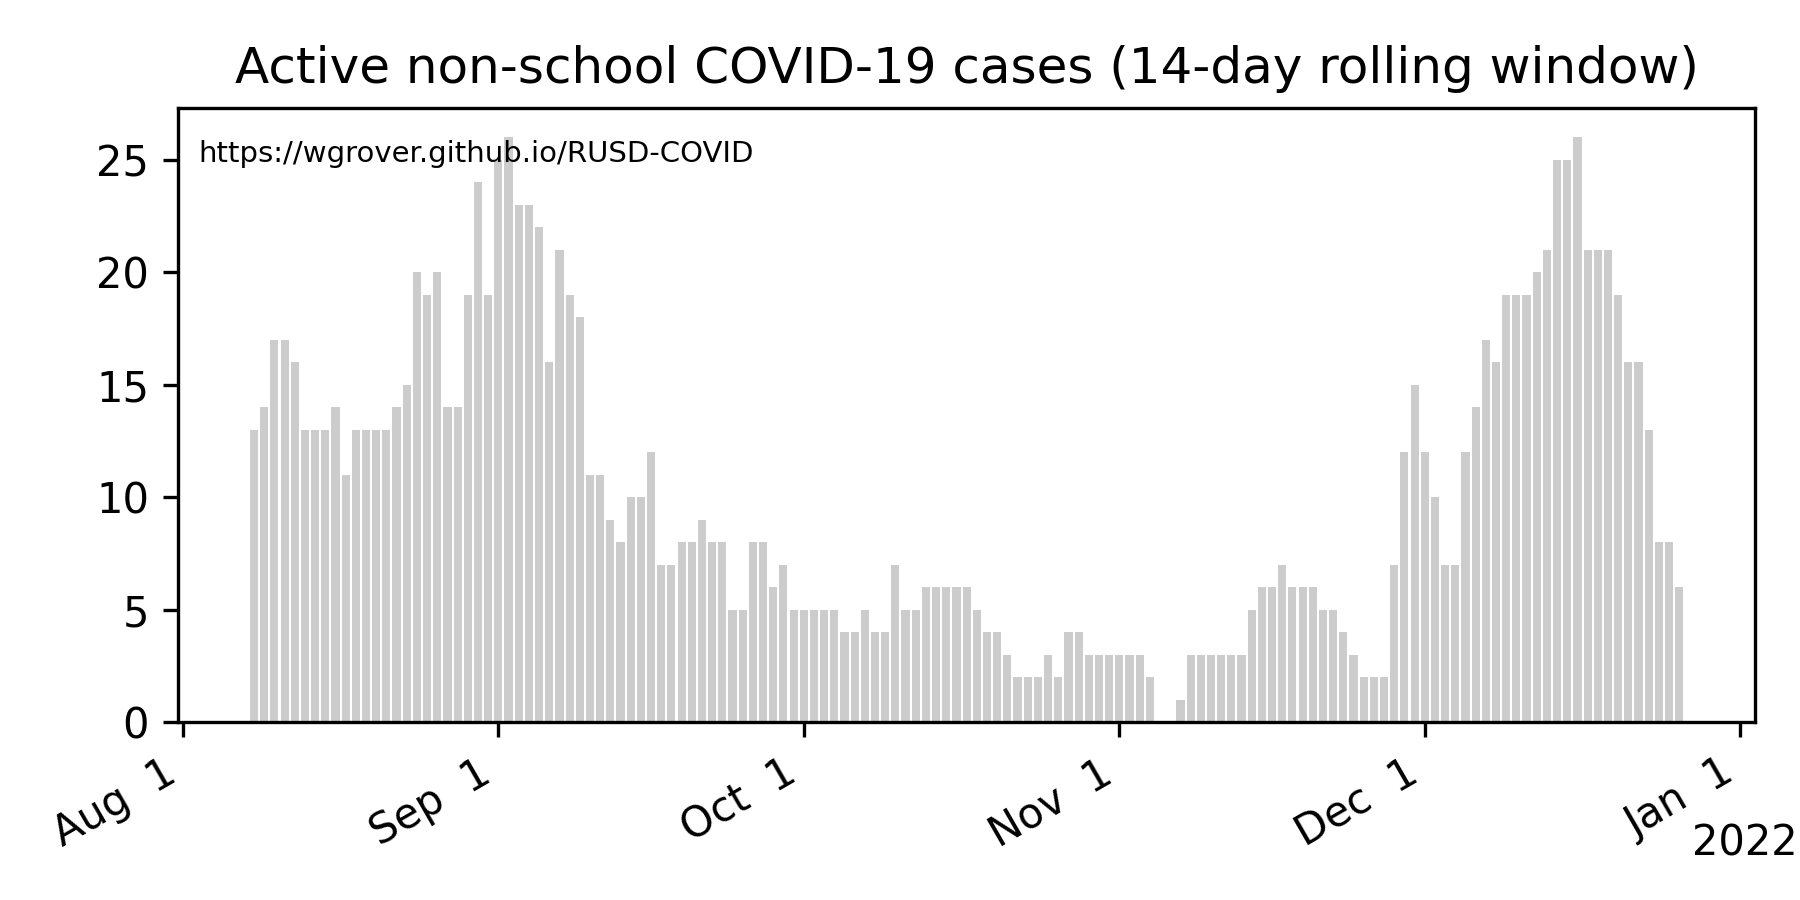 Active non-school COVID-19 cases (14-day rolling window)
https://wgrover.github.io/RUSD-COVID
25
20
15
10
5
0
Aug 1
Sep 1
Oct 1
Nov 1
Dec 1
Jan 1
2022